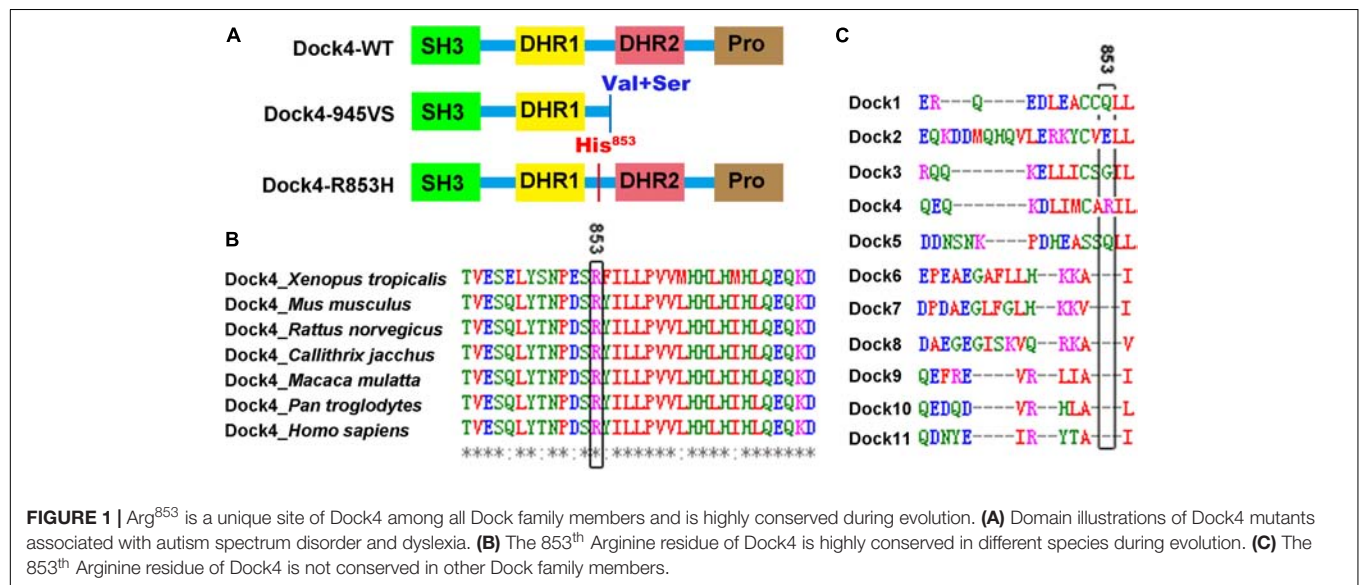 A
Dock4-WT SH3 DHR1 DHR2 Pro
Val+Ser
Dock4-945VS SH3 DHR1
His853
Dock4-R853H SH3 DHR1 DHR2 Pro
B
853
Dock4_Xenopus tropicalis TVESELYSNPESRFILLPVVMHHLHMHLQEQKD
Dock4_Mus musculus TVESQLYTNPDSRYILLPVVLHHLHIHLQEQKD
Dock4_Rattus norvegicus TVESQLYTNPDSRYILLPVVLHHLHIHLQEQKD
Dock4_Callithrix jacchus TVESQLYTNPDSRYILLPVVLHHLHIHLQEQKD
Dock4_Macaca mulatta TVESQLYTNPDSRYILLPVVLHHLHIHLQEQKD
Dock4_Pan troglodytes TVESQLYTNPDSRYILLPVVLHHLHIHLQEQKD
Dock4_Homo sapiens TVESQLYTNPDSRYILLPVVLHHLHIHLQEQKD
****:**:**:**:******:****:*******
C
853
Dock1 ER---Q-----EDLEACCQLL
Dock2 EQKDDMQHQVLERKYCVELL
Dock3 RQQ--------KELLICSGIL
Dock4 QEQ--------KDLIMCARIL
Dock5 DDNSNK----PDHEASSQLL
Dock6 EPEAEGAFLLH--KKA---I
Dock7 DPDAEGLFGLH--KKV---I
Dock8 DAEGEGISKVQ--RKA---V
Dock9 QEFRE-----VR--LIA---I
Dock10 QEDQD-----VR--HLA---L
Dock11 QDNYE-----IR--YTA---I
FIGURE 1 | Arg853 is a unique site of Dock4 among all Dock family members and is highly conserved during evolution. (A) Domain illustrations of Dock4 mutants
associated with autism spectrum disorder and dyslexia. (B) The 853th Arginine residue of Dock4 is highly conserved in different species during evolution. (C) The
853th Arginine residue of Dock4 is not conserved in other Dock family members.